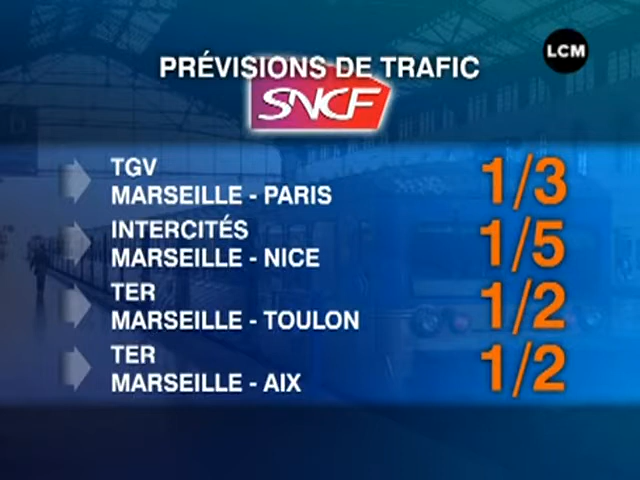 LCM
PRÉVISIONS DE TRAFIC
SNCF
TGV
MARSEILLE - PARIS
1/3
INTERCITÉS
MARSEILLE - NICE
1/5
TER
MARSEILLE - TOULON
1/2
TER
MARSEILLE - AIX
1/2